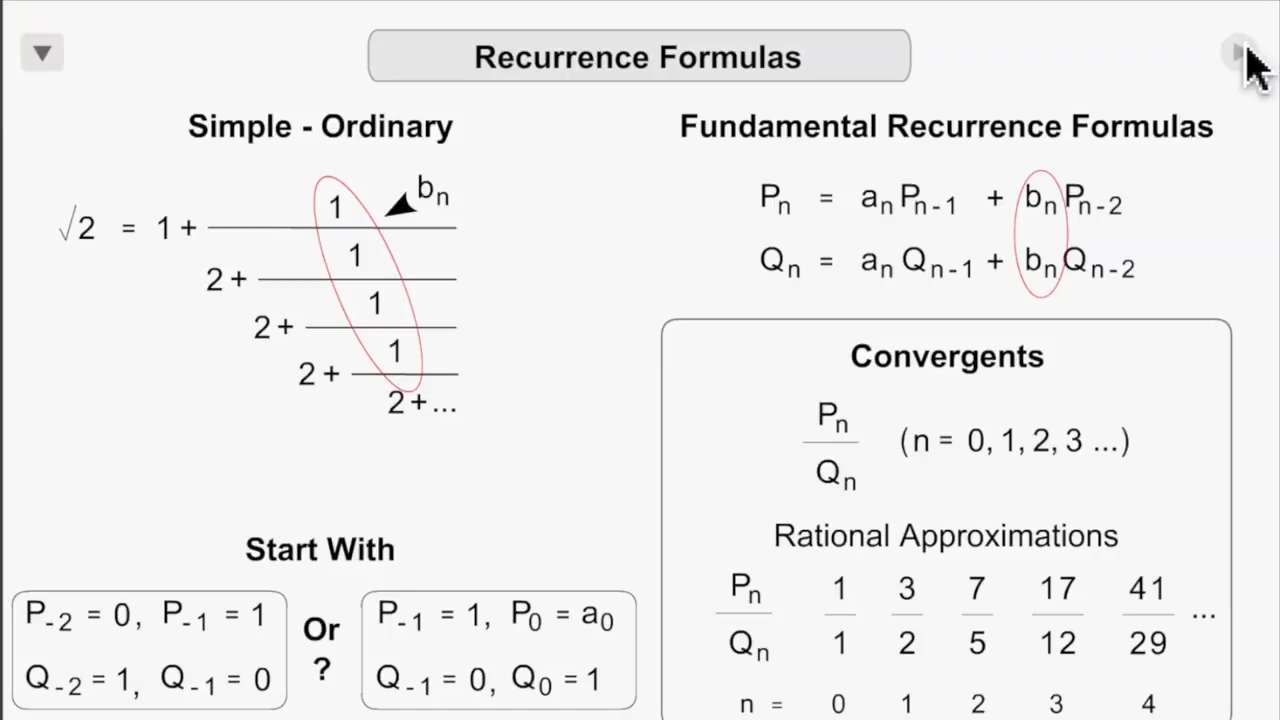 Recurrence Formulas
Simple - Ordinary
bₙ
√2 = 1 + 1
2 + 1
2 + 1
2 + 1
2 + ...
Start With
P₋₂ = 0, P₋₁ = 1
Q₋₂ = 1, Q₋₁ = 0
Or
?
P₋₁ = 1, P₀ = a₀
Q₋₁ = 0, Q₀ = 1
Fundamental Recurrence Formulas
Pₙ = aₙ Pₙ₋₁ + bₙ Pₙ₋₂
Qₙ = aₙ Qₙ₋₁ + bₙ Qₙ₋₂
Convergents
Pₙ
Qₙ
(n = 0, 1, 2, 3 ...)
Rational Approximations
Pₙ 1 3 7 17 41
...
Qₙ 1 2 5 12 29
n = 0 1 2 3 4